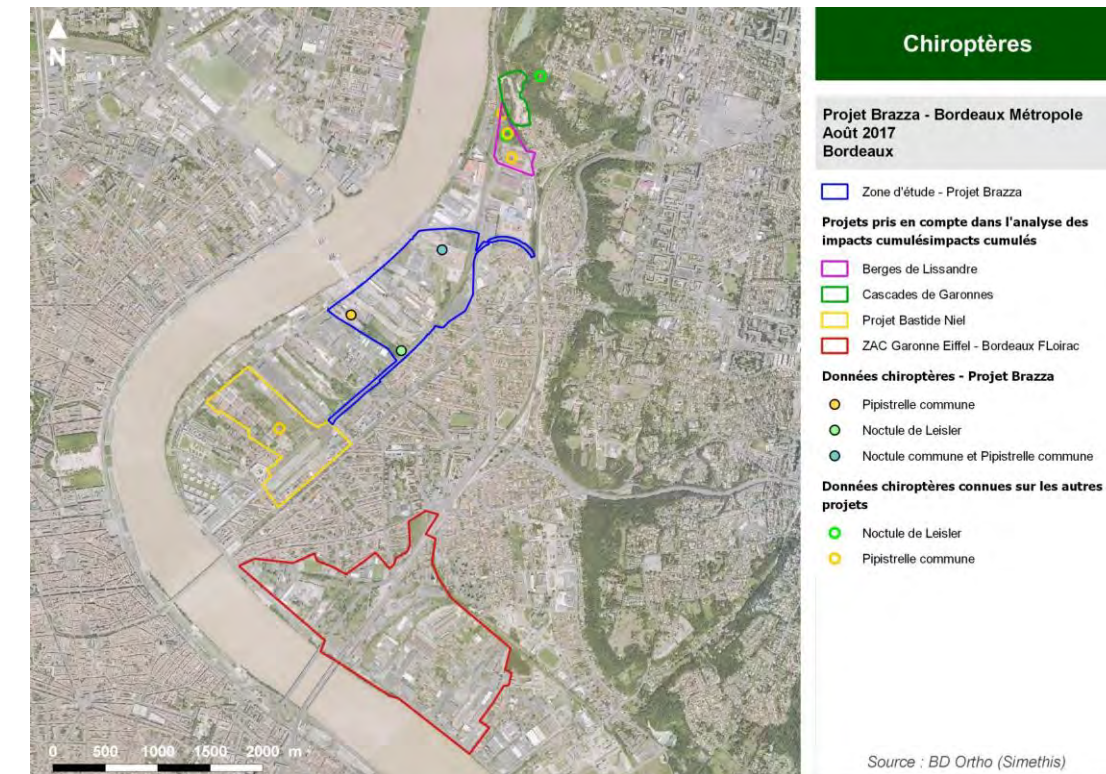 N
0 500 1000 1500 2000 m
Chiroptères
Projet Brazza - Bordeaux Métropole
Août 2017
Bordeaux
Zone d'étude - Projet Brazza
Projets pris en compte dans l'analyse des
impacts cumulésimpacts cumulés
Berges de Lissandre
Cascades de Garonnes
Projet Bastide Niel
ZAC Garonne Eiffel - Bordeaux FLoirac
Données chiroptères - Projet Brazza
Pipistrelle commune
Noctule de Leisler
Noctule commune et Pipistrelle commune
Données chiroptères connues sur les autres
projets
Noctule de Leisler
Pipistrelle commune
Source : BD Ortho (Simethis)